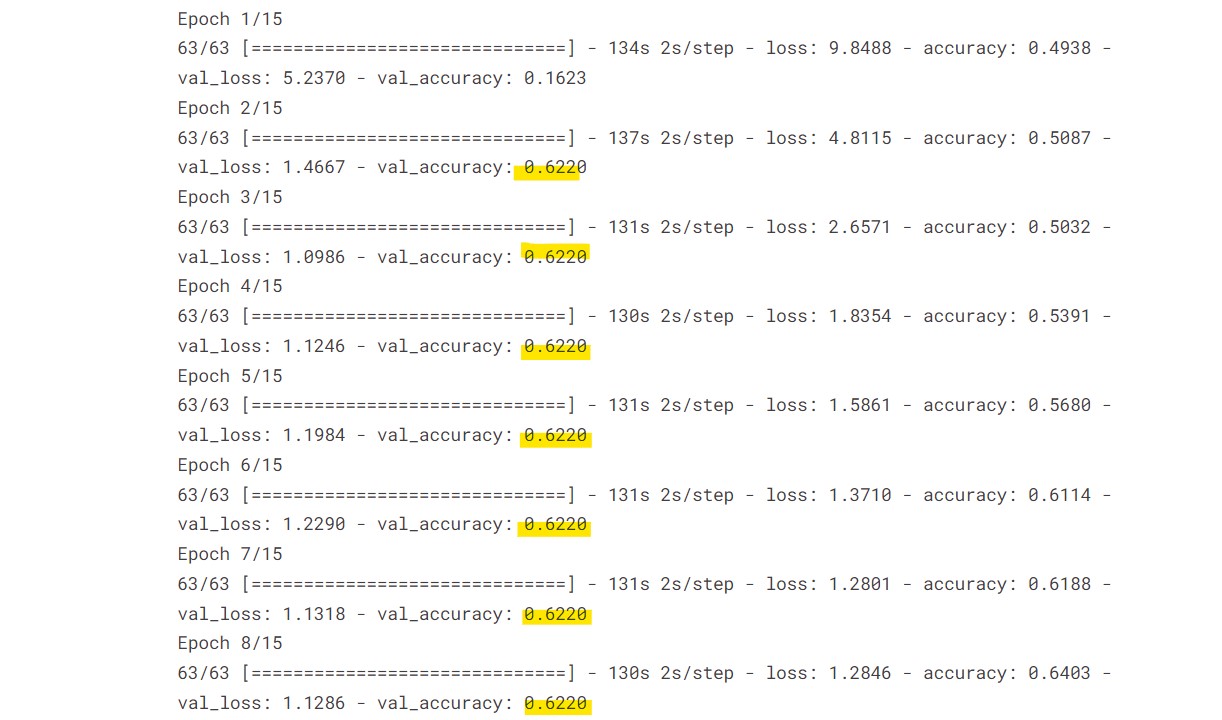 Epoch 1/15
63/63 [==============================] - 134s 2s/step - loss: 9.8488 - accuracy: 0.4938 -
val_loss: 5.2370 - val_accuracy: 0.1623
Epoch 2/15
63/63 [==============================] - 137s 2s/step - loss: 4.8115 - accuracy: 0.5087 -
val_loss: 1.4667 - val_accuracy: 0.6220
Epoch 3/15
63/63 [==============================] - 131s 2s/step - loss: 2.6571 - accuracy: 0.5032 -
val_loss: 1.0986 - val_accuracy: 0.6220
Epoch 4/15
63/63 [==============================] - 130s 2s/step - loss: 1.8354 - accuracy: 0.5391 -
val_loss: 1.1246 - val_accuracy: 0.6220
Epoch 5/15
63/63 [==============================] - 131s 2s/step - loss: 1.5861 - accuracy: 0.5680 -
val_loss: 1.1984 - val_accuracy: 0.6220
Epoch 6/15
63/63 [==============================] - 131s 2s/step - loss: 1.3710 - accuracy: 0.6114 -
val_loss: 1.2290 - val_accuracy: 0.6220
Epoch 7/15
63/63 [==============================] - 131s 2s/step - loss: 1.2801 - accuracy: 0.6188 -
val_loss: 1.1318 - val_accuracy: 0.6220
Epoch 8/15
63/63 [==============================] - 130s 2s/step - loss: 1.2846 - accuracy: 0.6403 -
val_loss: 1.1286 - val_accuracy: 0.6220